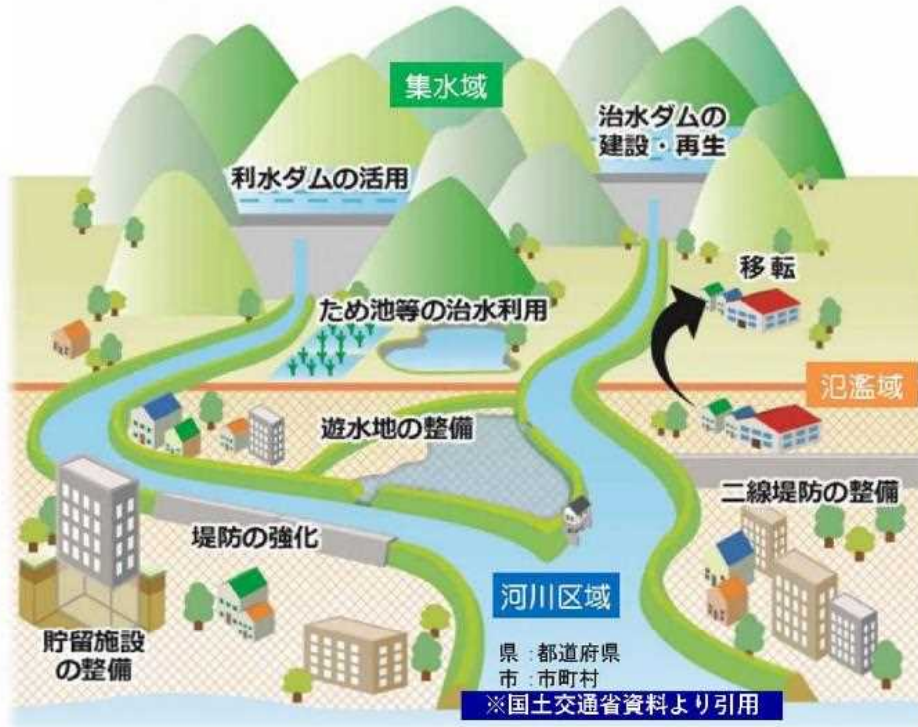 集水域
治水ダムの
建設・再生
利水ダムの活用
移転
ため池等の治水利用
氾濫域
遊水地の整備
二線堤防の整備
堤防の強化
河川区域
貯留施設
の整備
県:都道府県
市:市町村
※国土交通省資料より引用